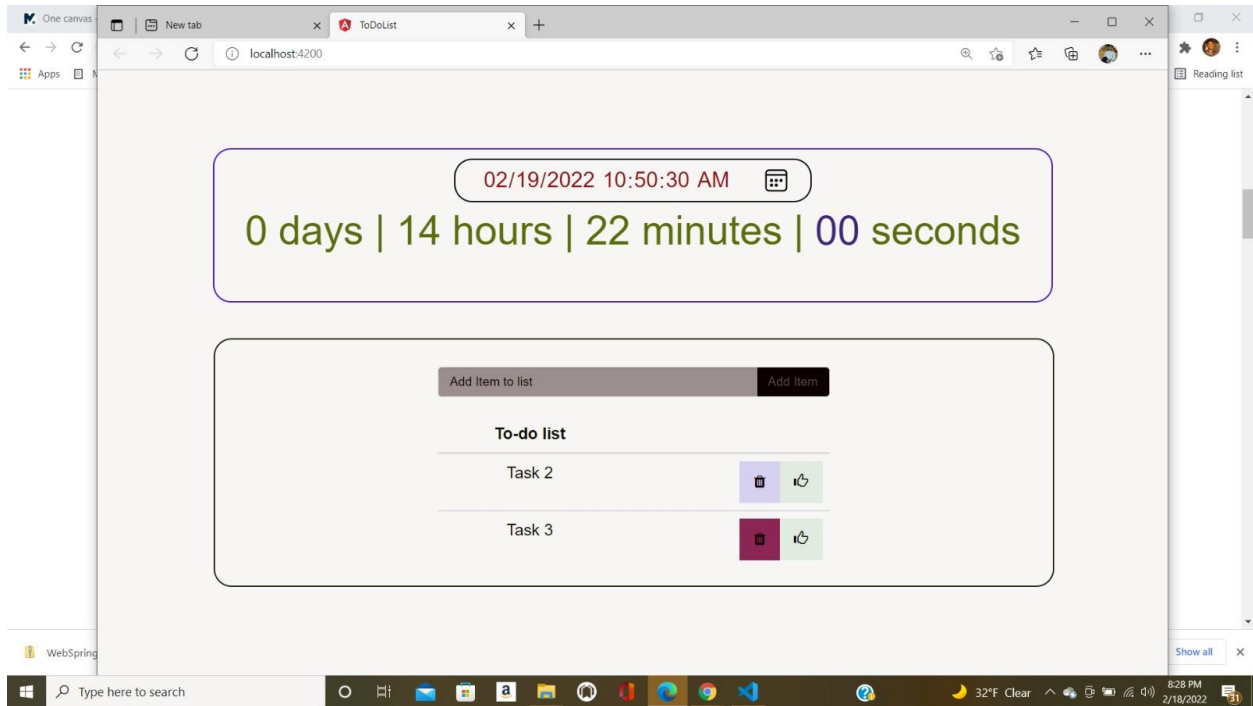 One canvas
New tab
ToDoList
localhost:4200
Apps
Reading list
02/19/2022 10:50:30 AM
0 days | 14 hours | 22 minutes | 00 seconds
Add Item to list
Add Item
To-do list
Task 2
Task 3
WebSpring
Show all
Type here to search
a
32°F Clear
8:28 PM
2/18/2022
31